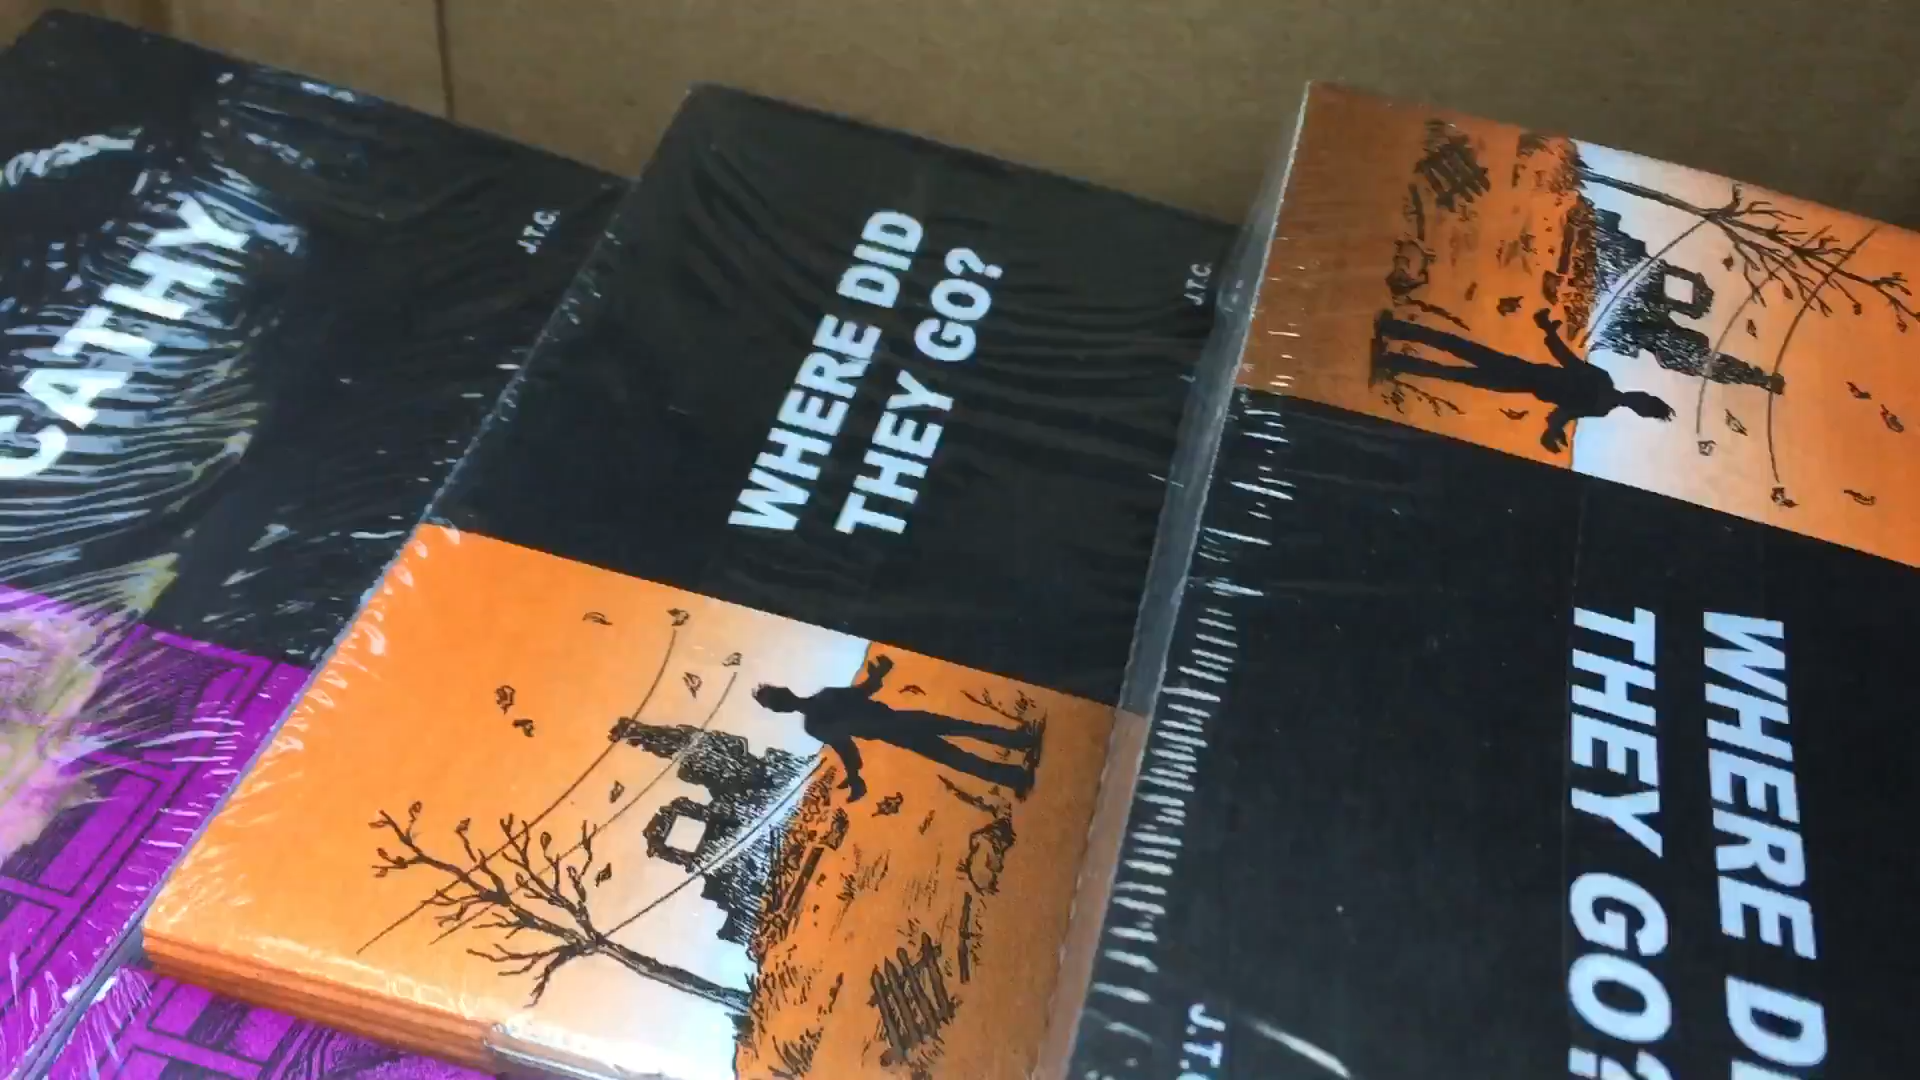 CATHY
J.T.C.
WHERE DID
THEY GO?
J.T.C.
WHERE
THEY GO?
J.T.